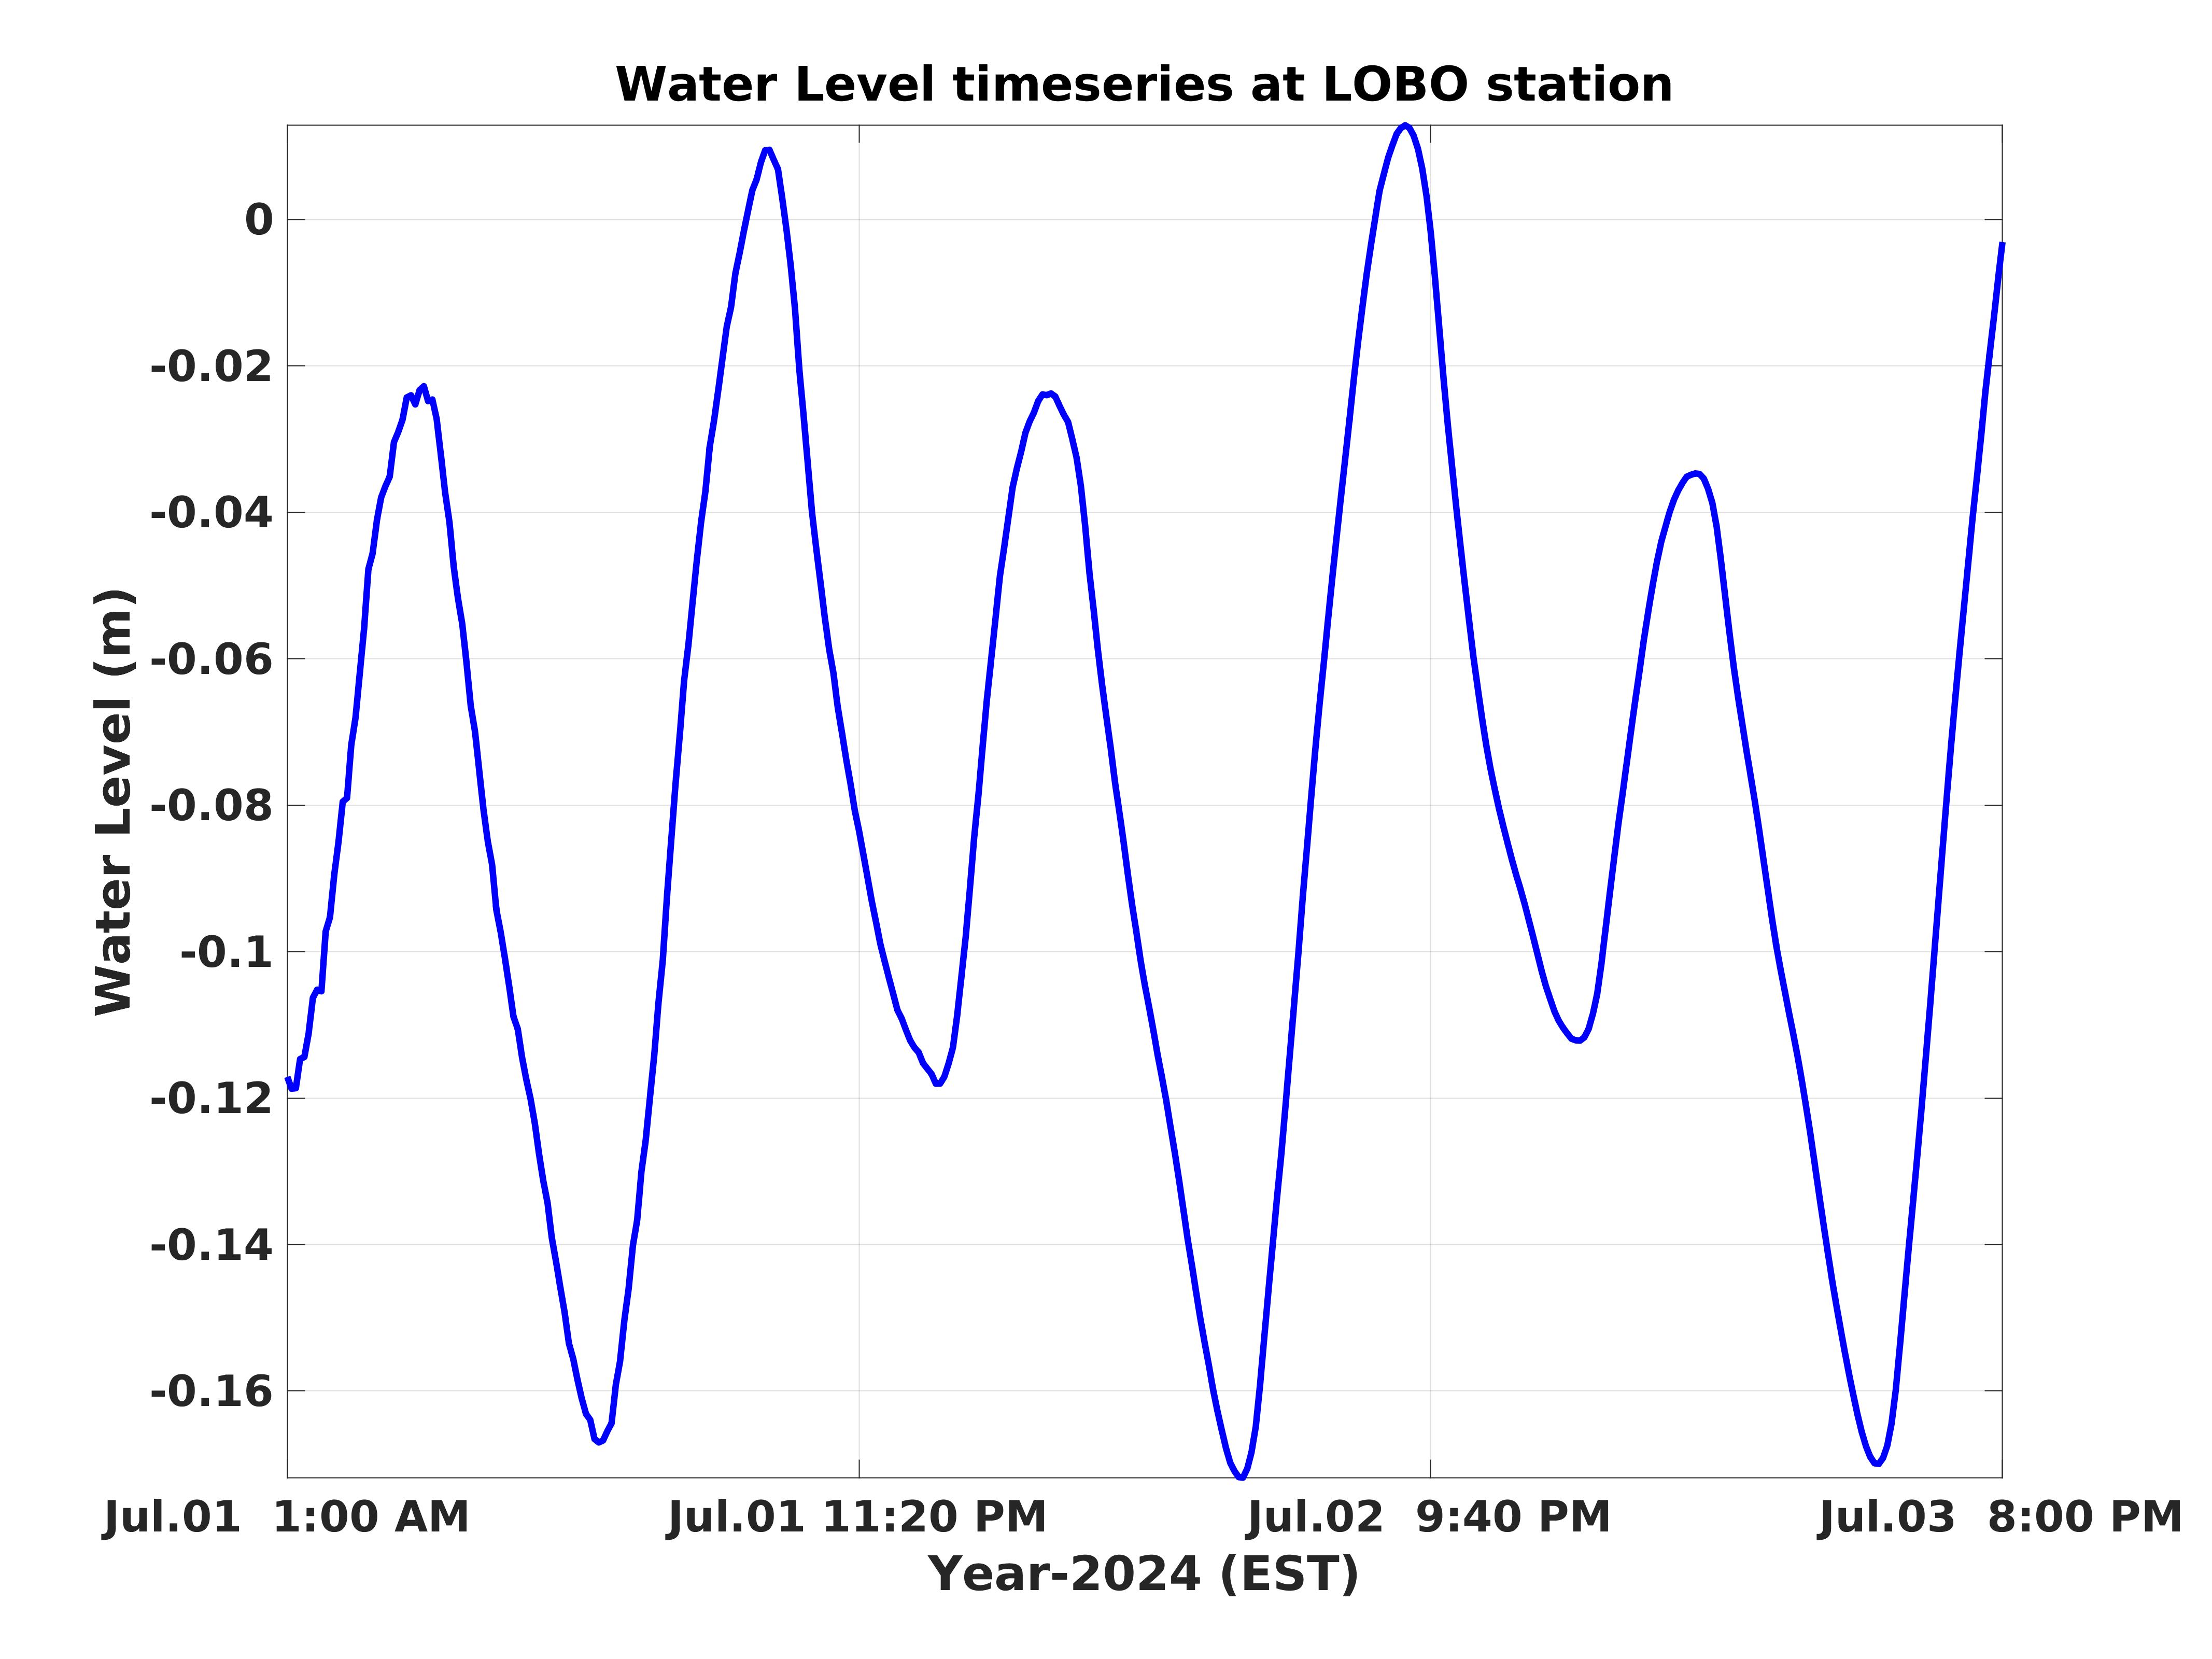 Water Level timeseries at LOBO station
Water Level (m)
0
-0.02
-0.04
-0.06
-0.08
-0.1
-0.12
-0.14
-0.16
Jul.01  1:00 AM
Jul.01 11:20 PM
Jul.02  9:40 PM
Jul.03  8:00 PM
Year-2024 (EST)